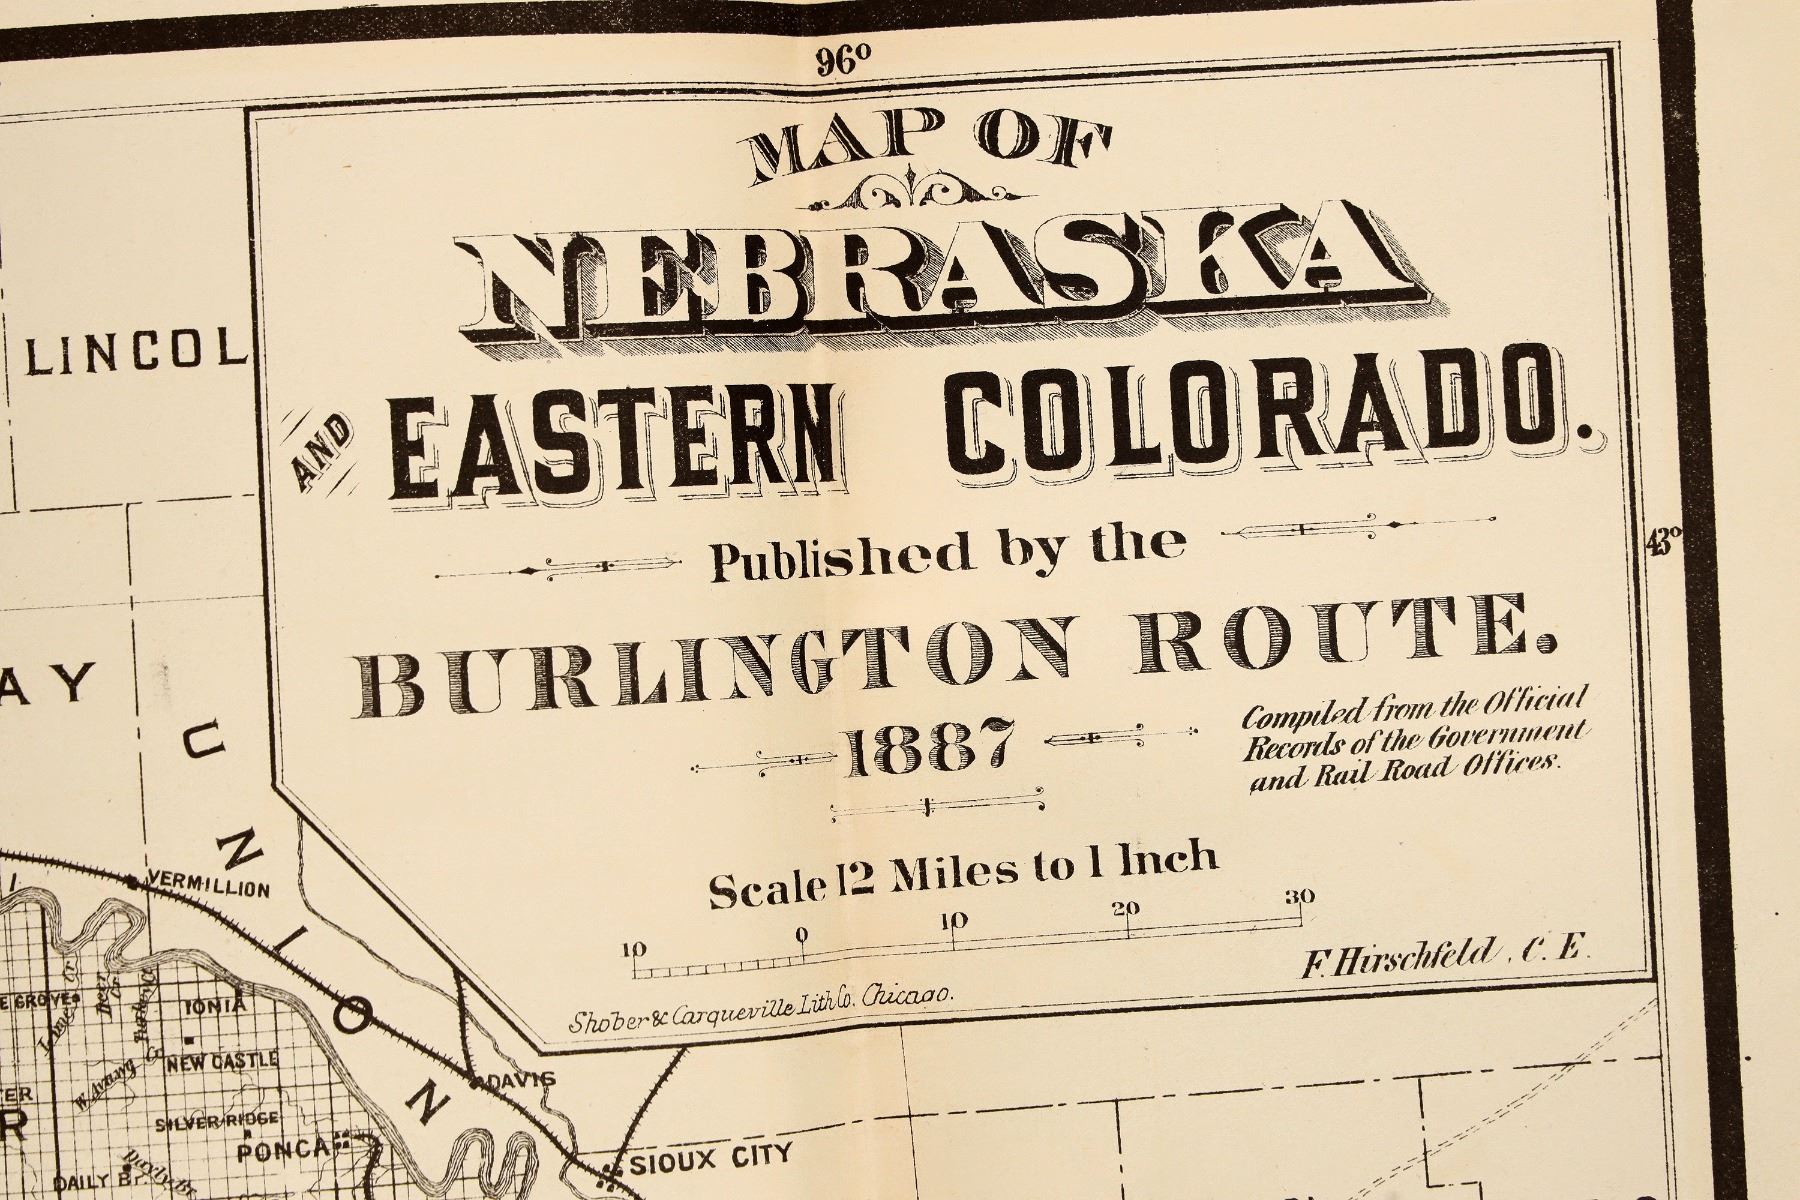 96°
MAP OF
NEBRASKA
AND EASTERN COLORADO.
Published by the
BURLINGTON ROUTE.
1887
Compiled from the Official
Records of the Government
and Rail Road Offices.
Scale 12 Miles to 1 Inch
10 0 10 20 30
F. Hirschfeld, C. E.
Shober & Carqueville Lith Co. Chicago.
43°
LINCOL
AY
UNION
VERMILLION
E GROVE
IONIA
NEW CASTLE
DAVIS
ER
R
SILVER RIDGE
PONCA
DAILY Br.
SIOUX CITY